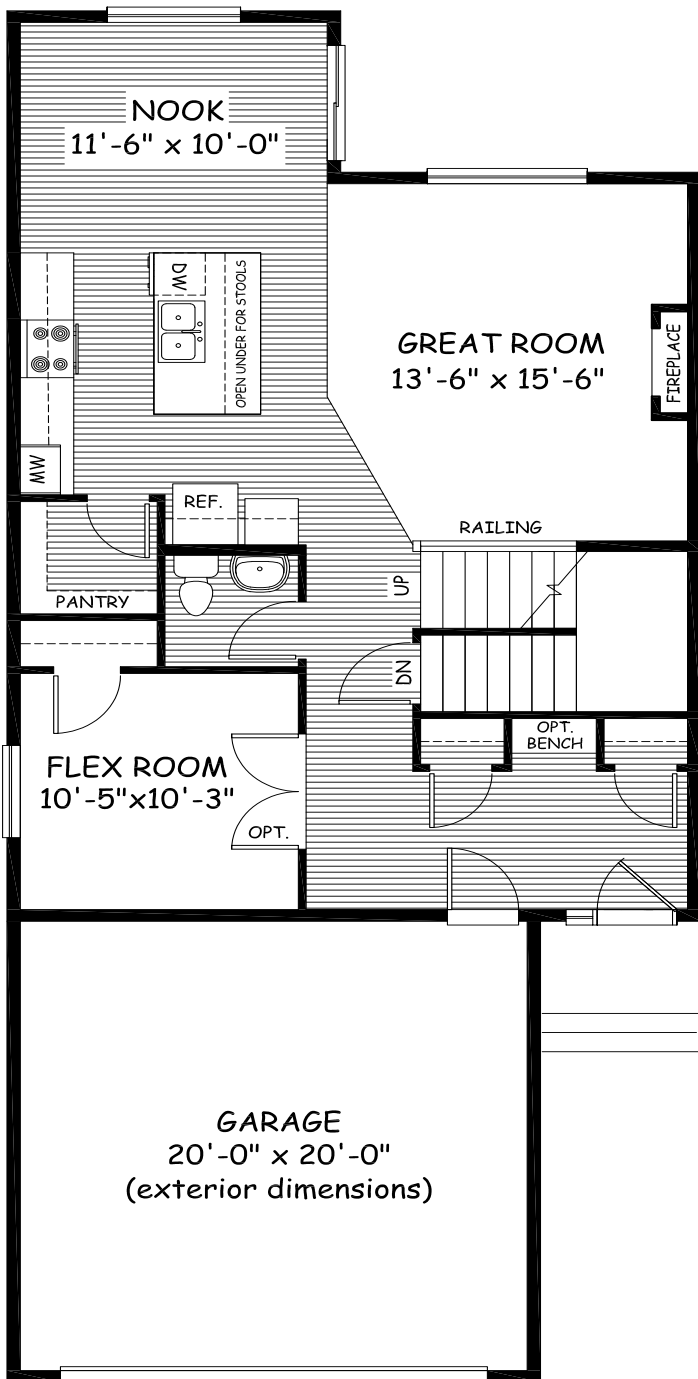 NOOK
11'-6" x 10'-0"
DW
OPEN UNDER FOR STOOLS
GREAT ROOM
13'-6" x 15'-6"
FIREPLACE
MW
REF.
RAILING
PANTRY
UP
DN
FLEX ROOM
10'-5"x10'-3"
OPT.
OPT.
BENCH
GARAGE
20'-0" x 20'-0"
(exterior dimensions)